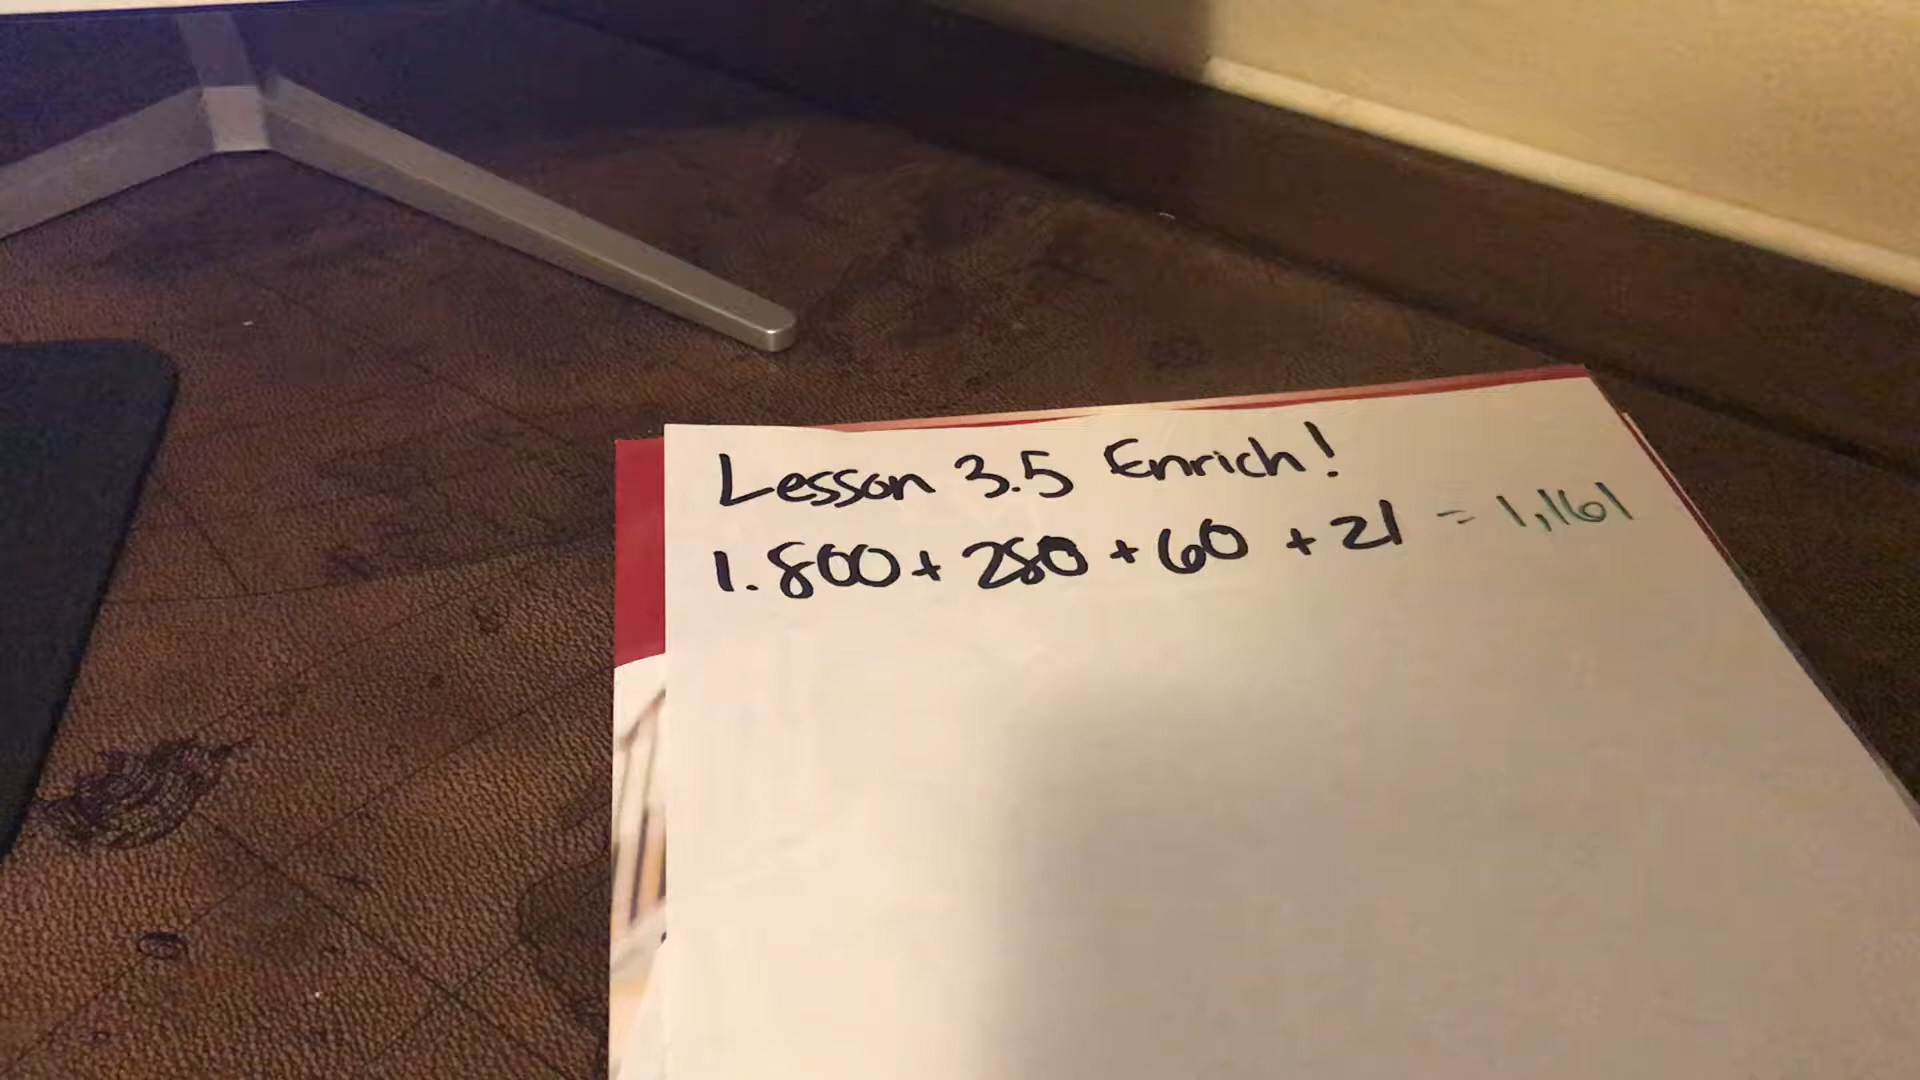 Lesson 3.5 Enrich!
1. 800 + 280 + 60 + 21 = 1,161